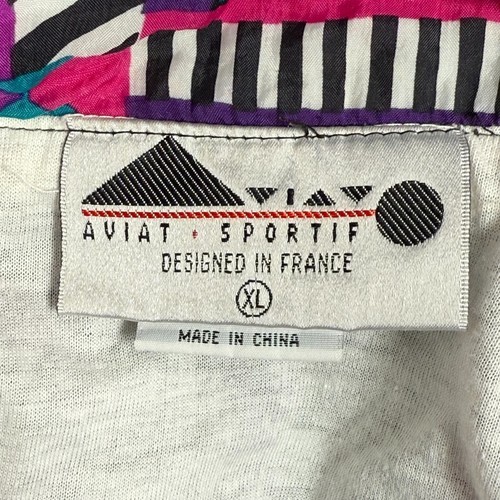 AVIAT • SPORTIF
DESIGNED IN FRANCE
XL
MADE IN CHINA